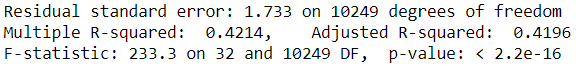 Residual standard error: 1.733 on 10249 degrees of freedom
Multiple R-squared:  0.4214,    Adjusted R-squared:  0.4196
F-statistic: 233.3 on 32 and 10249 DF,  p-value: < 2.2e-16